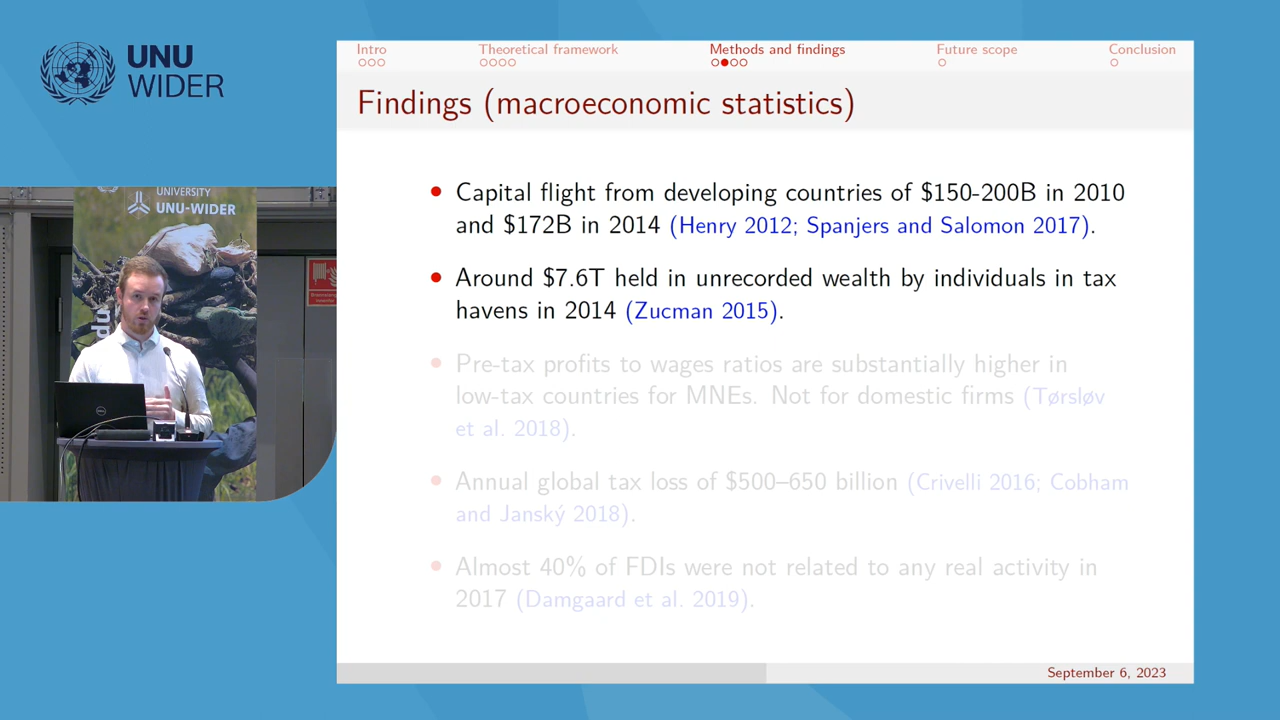 UNU
WIDER
Intro
Theoretical framework
Methods and findings
Future scope
Conclusion
Findings (macroeconomic statistics)
• Capital flight from developing countries of $150-200B in 2010
and $172B in 2014 (Henry 2012; Spanjers and Salomon 2017).
• Around $7.6T held in unrecorded wealth by individuals in tax
havens in 2014 (Zucman 2015).
• Pre-tax profits to wages ratios are substantially higher in
low-tax countries for MNEs. Not for domestic firms (Tørsløv
et al. 2018).
• Annual global tax loss of $500–650 billion (Crivelli 2016; Cobham
and Janský 2018).
• Almost 40% of FDIs were not related to any real activity in
2017 (Damgaard et al. 2019).
September 6, 2023
UNIVERSITY
UNU-WIDER
du
DELL